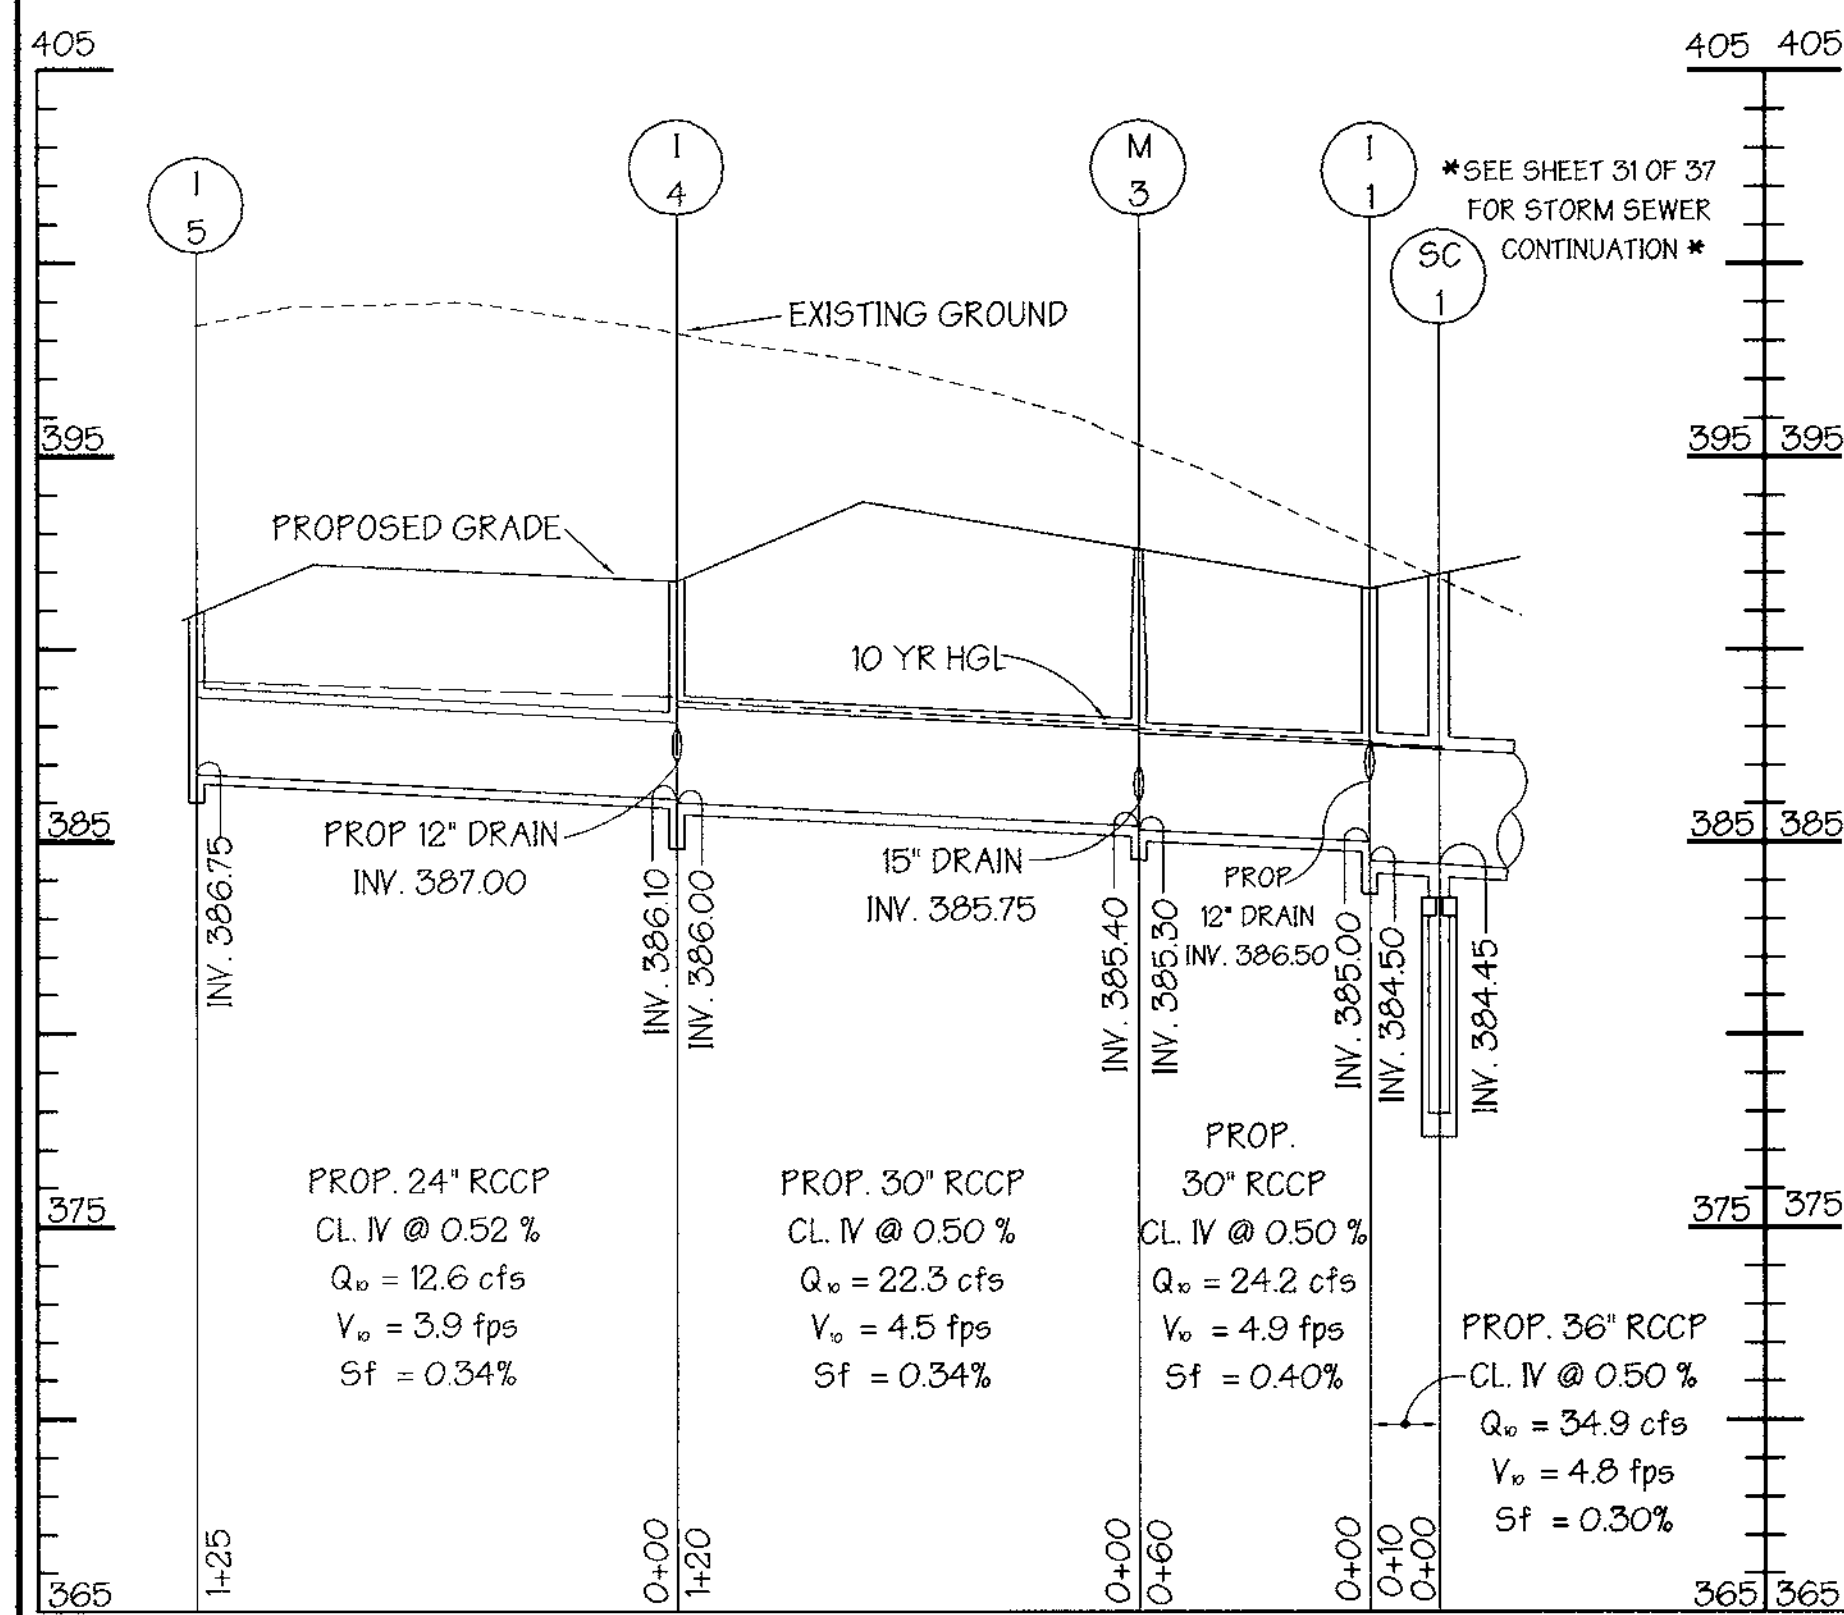 405
405 405
I
5
I
4
M
3
I
1
SC
1
*SEE SHEET 31 OF 37
FOR STORM SEWER
CONTINUATION *
EXISTING GROUND
395
395 395
PROPOSED GRADE
10 YR HGL
385
385 385
INV. 386.75
PROP 12" DRAIN
INV. 387.00
INV. 386.10
INV. 386.00
15" DRAIN
INV. 385.75
INV. 385.40
INV. 385.30
PROP
12" DRAIN
INV. 386.50
INV. 385.00
INV. 384.50
INV. 384.45
375
375 375
PROP. 24" RCCP
CL. IV @ 0.52 %
Q₁₀ = 12.6 cfs
V₁₀ = 3.9 fps
Sf = 0.34%
PROP. 30" RCCP
CL. IV @ 0.50 %
Q₁₀ = 22.3 cfs
V₁₀ = 4.5 fps
Sf = 0.34%
PROP.
30" RCCP
CL. IV @ 0.50 %
Q₁₀ = 24.2 cfs
V₁₀ = 4.9 fps
Sf = 0.40%
PROP. 36" RCCP
CL. IV @ 0.50 %
Q₁₀ = 34.9 cfs
V₁₀ = 4.8 fps
Sf = 0.30%
1+25
0+00
1+20
0+00
0+60
0+00
0+10
0+00
365
365 365